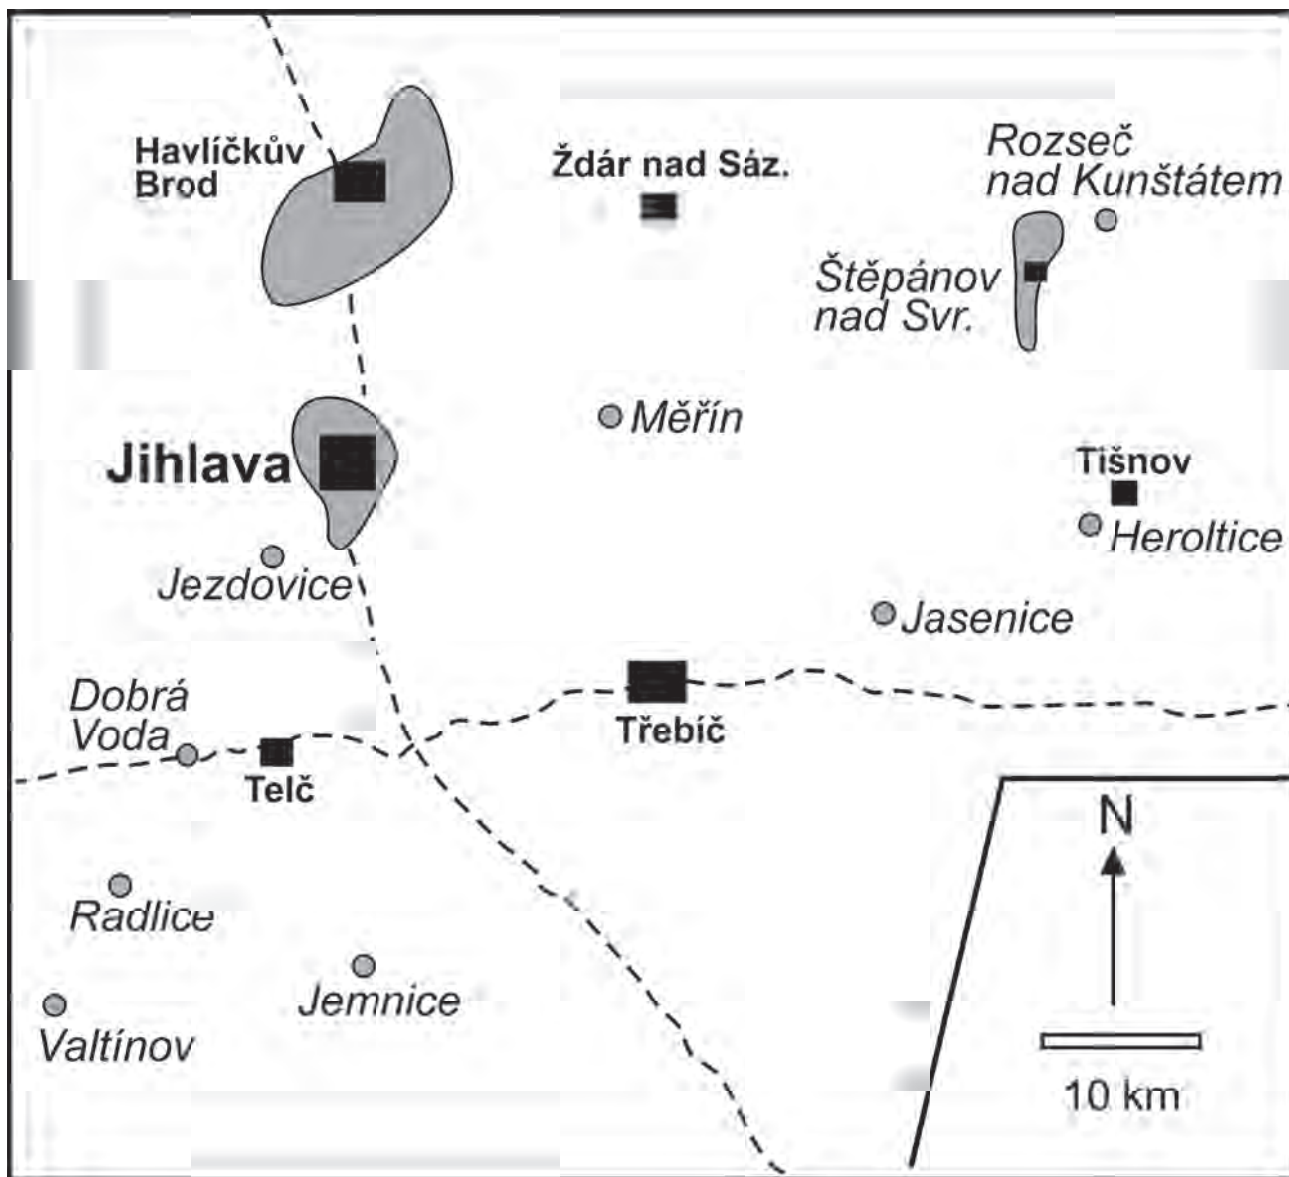 Havlíčkův
Brod
Ždár nad Sáz.
Rozseč
nad Kunštátem
Štěpánov
nad Svr.
Měřín
Jihlava
Tišnov
Heroltice
Jezdovice
Jasenice
Dobrá
Voda
Třebíč
Telč
N
Radlice
Jemnice
Valtínov
10 km